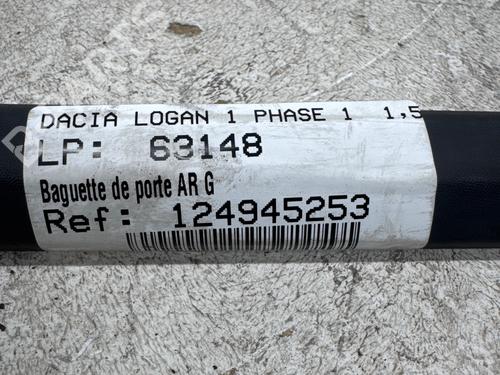 DACIA LOGAN 1 PHASE 1 1,5
LP: 63148
Baguette de porte AR G
Ref: 124945253